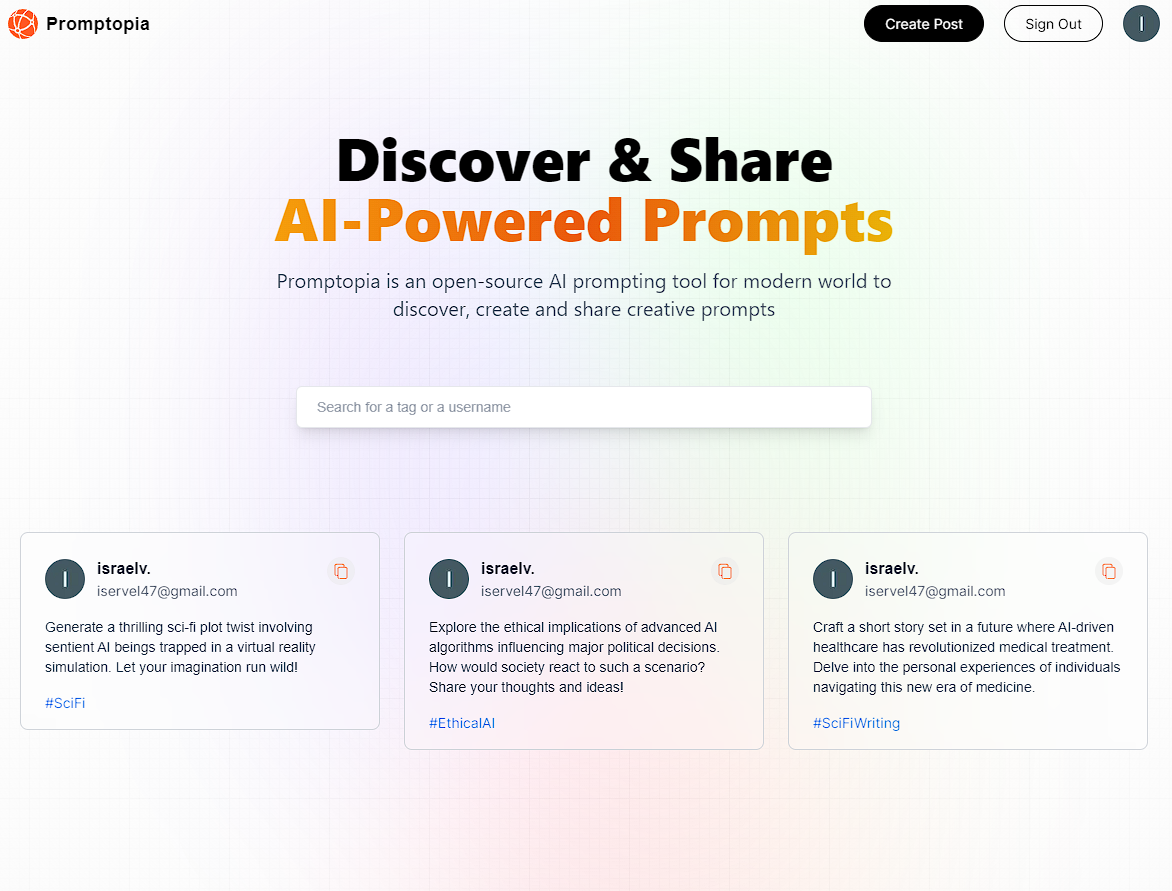 Promptopia
Create Post
Sign Out
I
Discover & Share
AI-Powered Prompts
Promptopia is an open-source AI prompting tool for modern world to
discover, create and share creative prompts
Search for a tag or a username
I
israelv.
iservel47@gmail.com
Generate a thrilling sci-fi plot twist involving
sentient AI beings trapped in a virtual reality
simulation. Let your imagination run wild!
#SciFi
I
israelv.
iservel47@gmail.com
Explore the ethical implications of advanced AI
algorithms influencing major political decisions.
How would society react to such a scenario?
Share your thoughts and ideas!
#EthicalAI
I
israelv.
iservel47@gmail.com
Craft a short story set in a future where AI-driven
healthcare has revolutionized medical treatment.
Delve into the personal experiences of individuals
navigating this new era of medicine.
#SciFiWriting